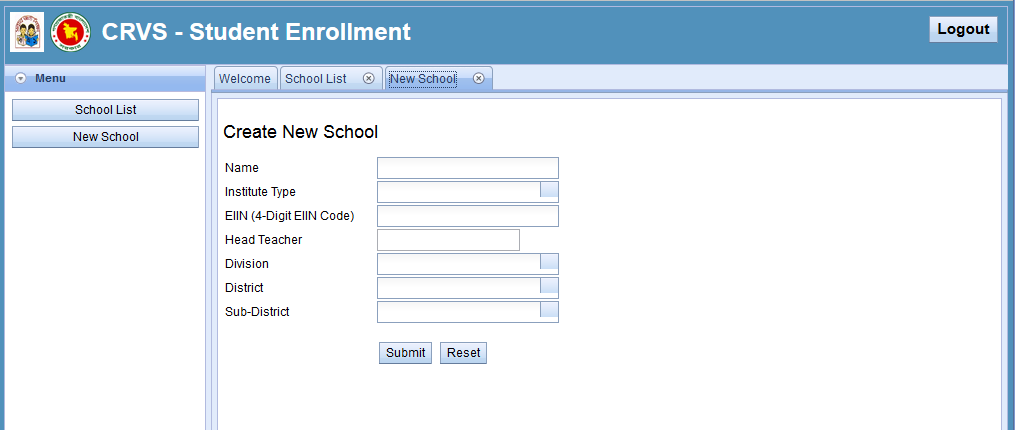 CRVS - Student Enrollment
Logout
Menu
Welcome
School List
New School
School List
New School
Create New School
Name
Institute Type
EIIN (4-Digit EIIN Code)
Head Teacher
Division
District
Sub-District
Submit
Reset